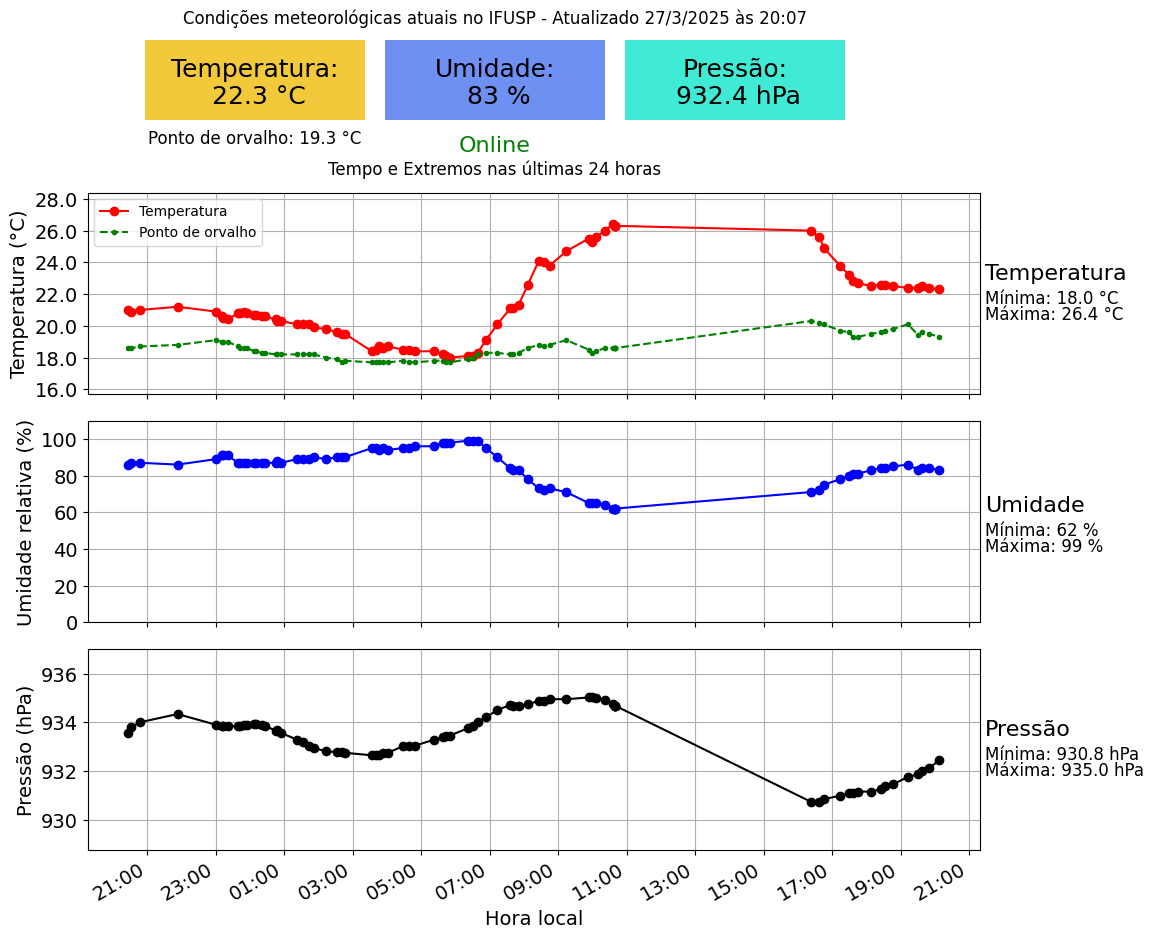 Condições meteorológicas atuais no IFUSP - Atualizado 27/3/2025 às 20:07
Temperatura:
22.3 °C
Umidade:
83 %
Pressão:
932.4 hPa
Ponto de orvalho: 19.3 °C
Online
Tempo e Extremos nas últimas 24 horas
Temperatura (°C)
28.0
26.0
24.0
22.0
20.0
18.0
16.0
Temperatura
Ponto de orvalho
Temperatura
Mínima: 18.0 °C
Máxima: 26.4 °C
Umidade relativa (%)
100
80
60
40
20
0
Umidade
Mínima: 62 %
Máxima: 99 %
Pressão (hPa)
936
934
932
930
Pressão
Mínima: 930.8 hPa
Máxima: 935.0 hPa
21:00 23:00 01:00 03:00 05:00 07:00 09:00 11:00 13:00 15:00 17:00 19:00 21:00
Hora local